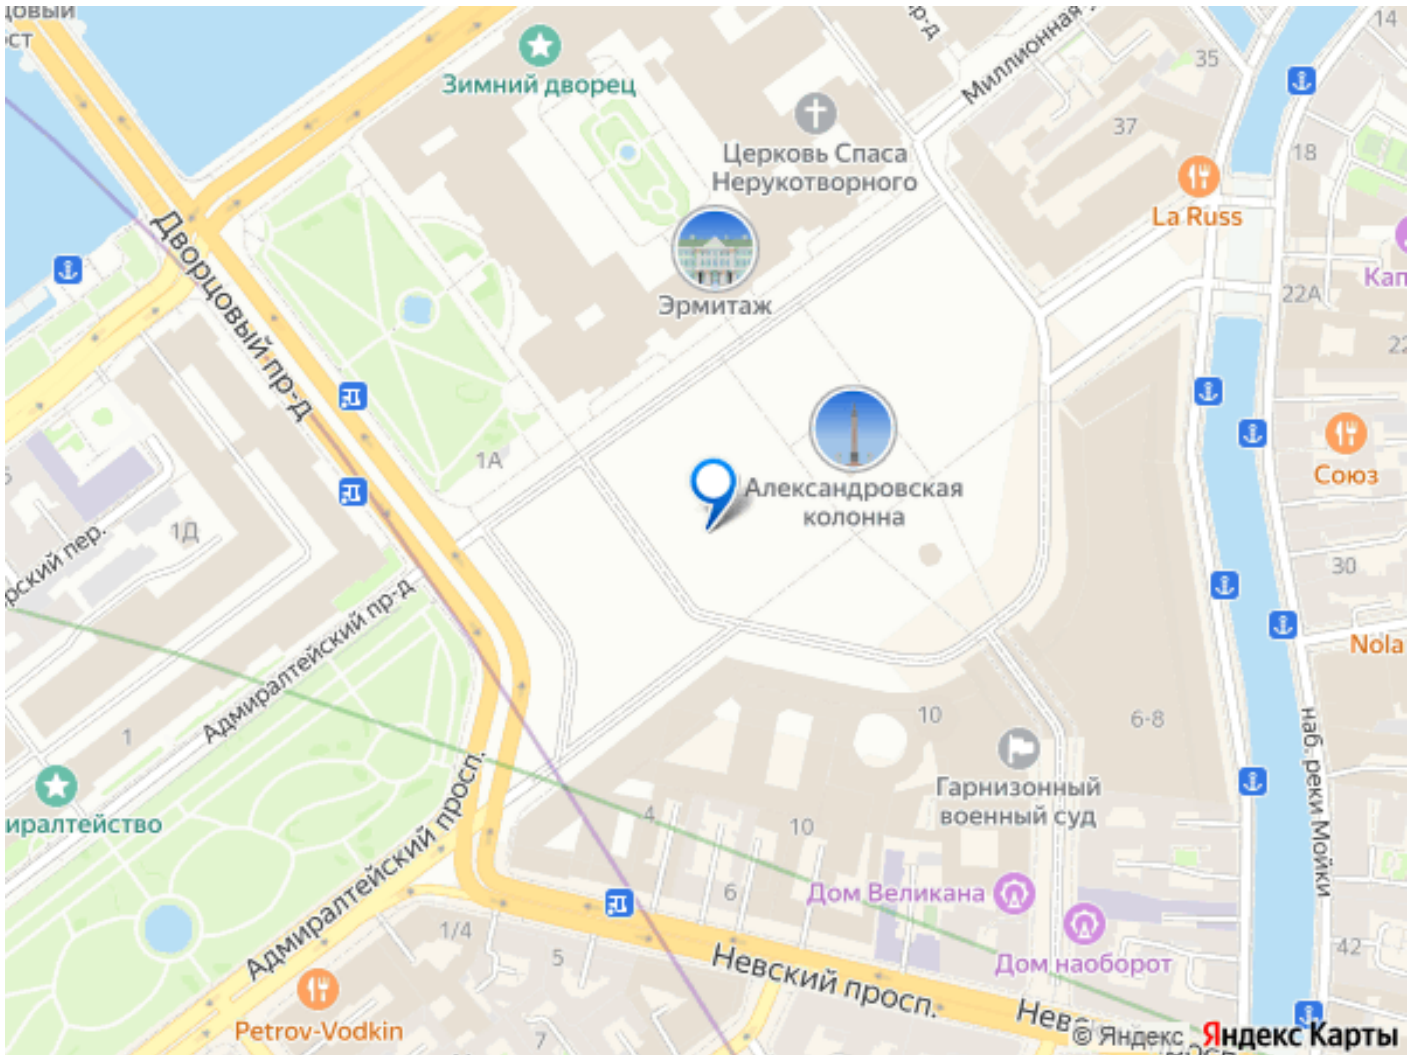 Зимний дворец
Миллионная
пр-д
14
35
37
18
Церковь Спаса
Нерукотворного
La Russ
Дворцовый пр-д
Эрмитаж
22А
Кап
22
1А
Александровская
колонна
Союз
1Д
30
Адмиралтейский пр-д
Nola
1
10
6-8
наб. реки Мойки
Гарнизонный
военный суд
иралтейство
Адмиралтейский просп.
4
10
6
Дом Великана
Дом наоборот
1/4
5
42
Невский просп.
Petrov-Vodkin
7
© Яндекс Яндекс Карты